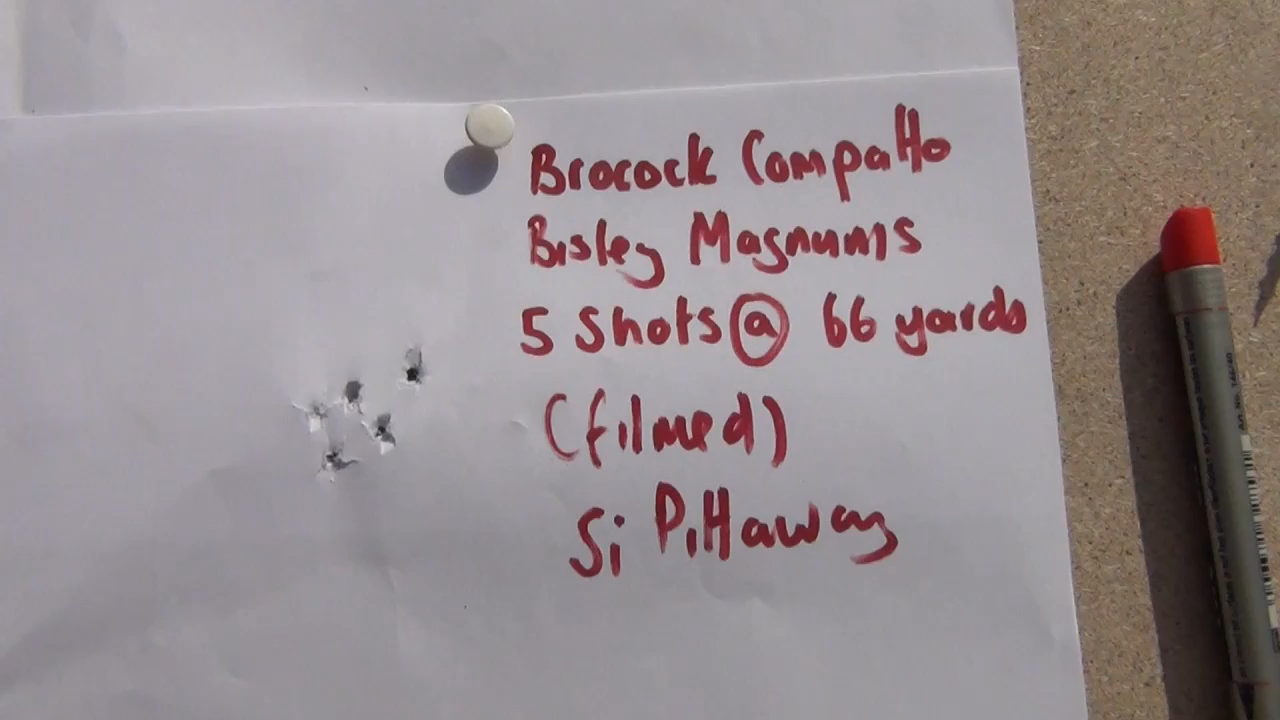 Brocock Compatto
Bisley Magnums
5 Shots @ 66 yards
(filmed)
Si Pittaway